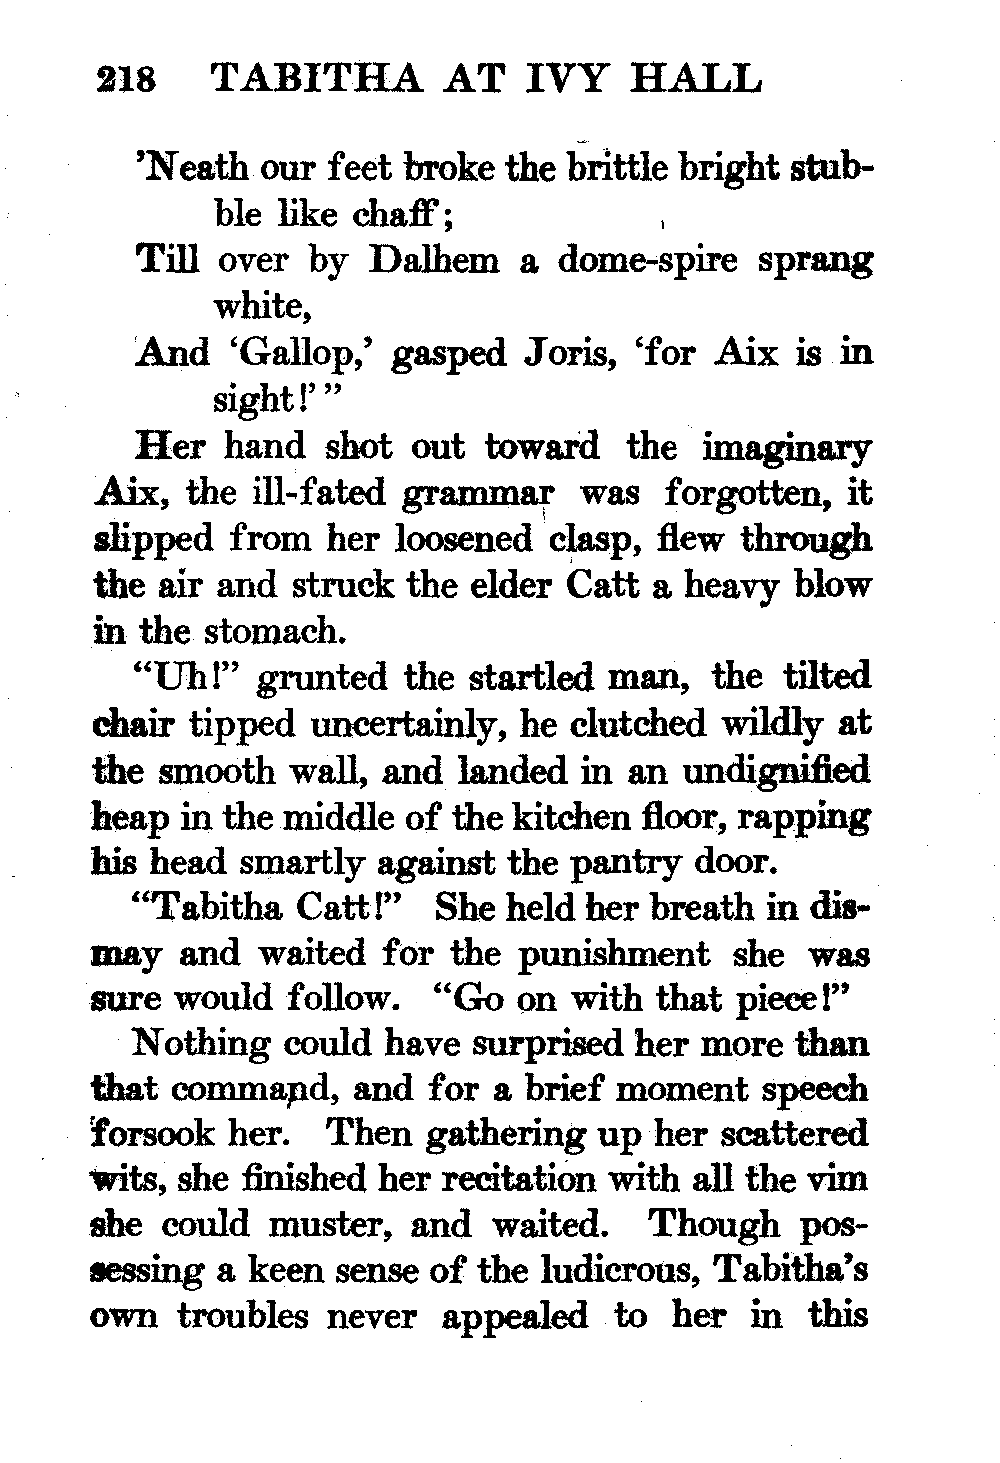 218 TABITHA AT IVY HALL
'Neath our feet broke the brittle bright stub-
ble like chaff;
Till over by Dalhem a dome-spire sprang
white,
And 'Gallop,' gasped Joris, 'for Aix is in
sight!' "
Her hand shot out toward the imaginary
Aix, the ill-fated grammar was forgotten, it
slipped from her loosened clasp, flew through
the air and struck the elder Catt a heavy blow
in the stomach.
"Uh!" grunted the startled man, the tilted
chair tipped uncertainly, he clutched wildly at
the smooth wall, and landed in an undignified
heap in the middle of the kitchen floor, rapping
his head smartly against the pantry door.
"Tabitha Catt!" She held her breath in dis-
may and waited for the punishment she was
sure would follow. "Go on with that piece!"
Nothing could have surprised her more than
that command, and for a brief moment speech
forsook her. Then gathering up her scattered
wits, she finished her recitation with all the vim
she could muster, and waited. Though pos-
sessing a keen sense of the ludicrous, Tabitha's
own troubles never appealed to her in this